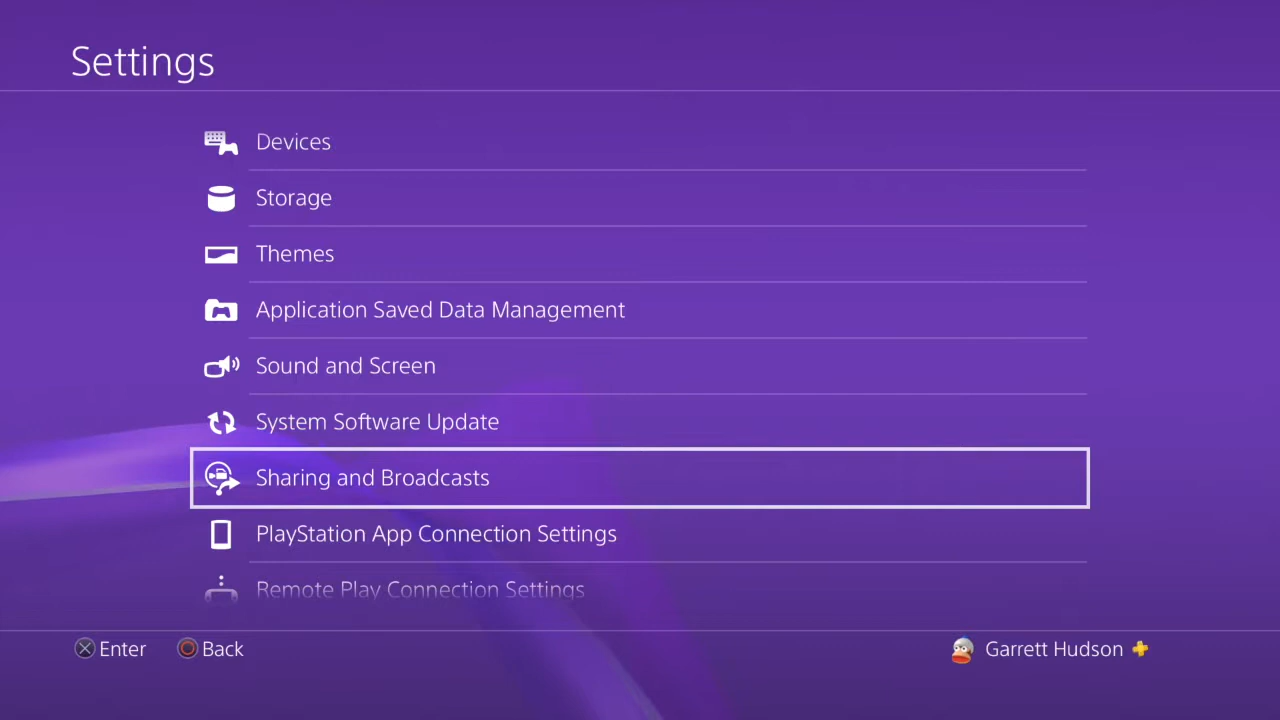 Settings
Devices
Storage
Themes
Application Saved Data Management
Sound and Screen
System Software Update
Sharing and Broadcasts
PlayStation App Connection Settings
Remote Play Connection Settings
Enter Back Garrett Hudson